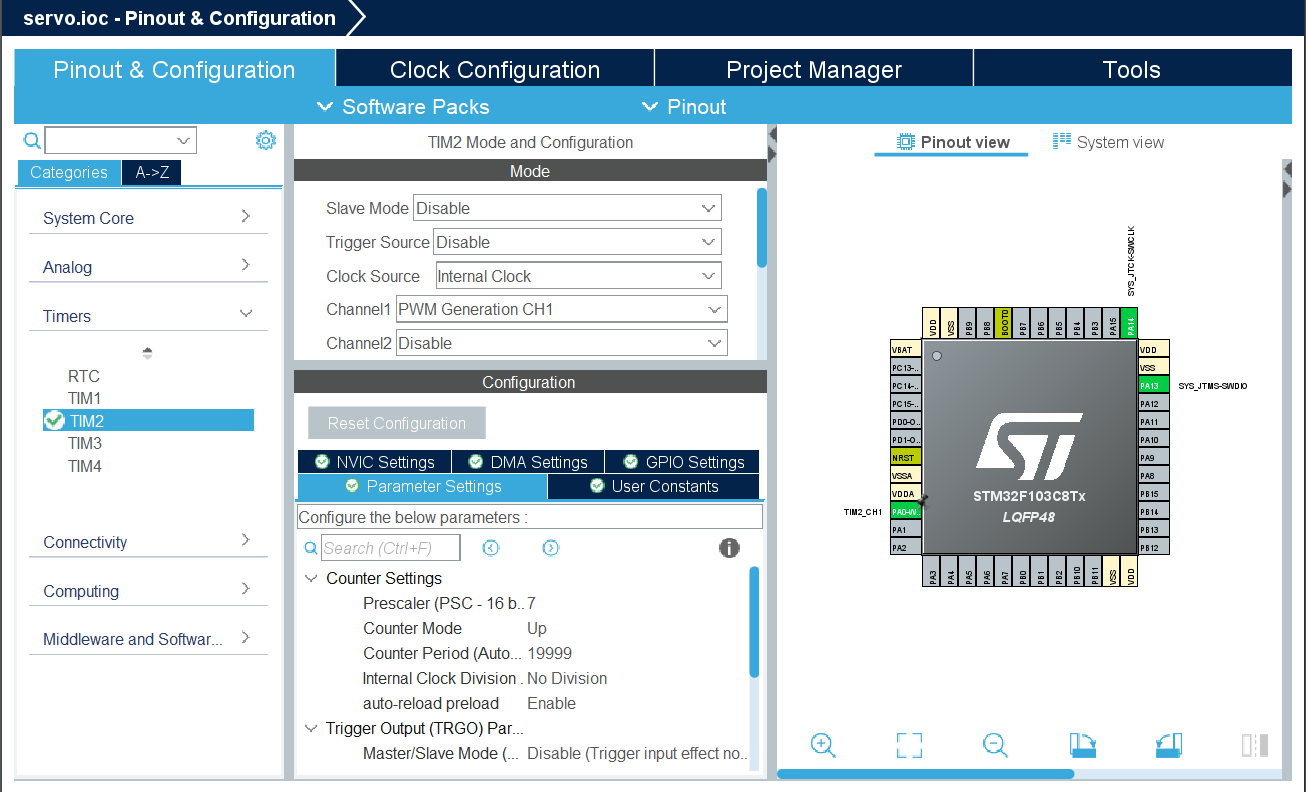 servo.ioc - Pinout & Configuration
Pinout & Configuration
Clock Configuration
Project Manager
Tools
Software Packs
Pinout
Categories
A->Z
System Core
Analog
Timers
RTC
TIM1
TIM2
TIM3
TIM4
Connectivity
Computing
Middleware and Softwar...
TIM2 Mode and Configuration
Mode
Slave Mode Disable
Trigger Source Disable
Clock Source Internal Clock
Channel1 PWM Generation CH1
Channel2 Disable
Configuration
Reset Configuration
NVIC Settings
DMA Settings
GPIO Settings
Parameter Settings
User Constants
Configure the below parameters :
Search (Ctrl+F)
Counter Settings
Prescaler (PSC - 16 b.. 7
Counter Mode Up
Counter Period (Auto... 19999
Internal Clock Division . No Division
auto-reload preload Enable
Trigger Output (TRGO) Par...
Master/Slave Mode (... Disable (Trigger input effect no..
Pinout view
System view
SYS_JTCK-SWCLK
VDD
VSS
PB9
PB8
BOOT0
PB7
PB6
PB5
PB4
PB3
PA15
PA14
VBAT
PC13-..
PC14-..
PC15-..
PD0-O..
PD1-O..
NRST
VSSA
VDDA
TIM2_CH1
PA0-W..
PA1
PA2
STM32F103C8Tx
LQFP48
VDD
VSS
PA13
SYS_JTMS-SWDIO
PA12
PA11
PA10
PA9
PA8
PB15
PB14
PB13
PB12
PA3
PA4
PA5
PA6
PA7
PB0
PB1
PB2
PB10
PB11
VSS
VDD